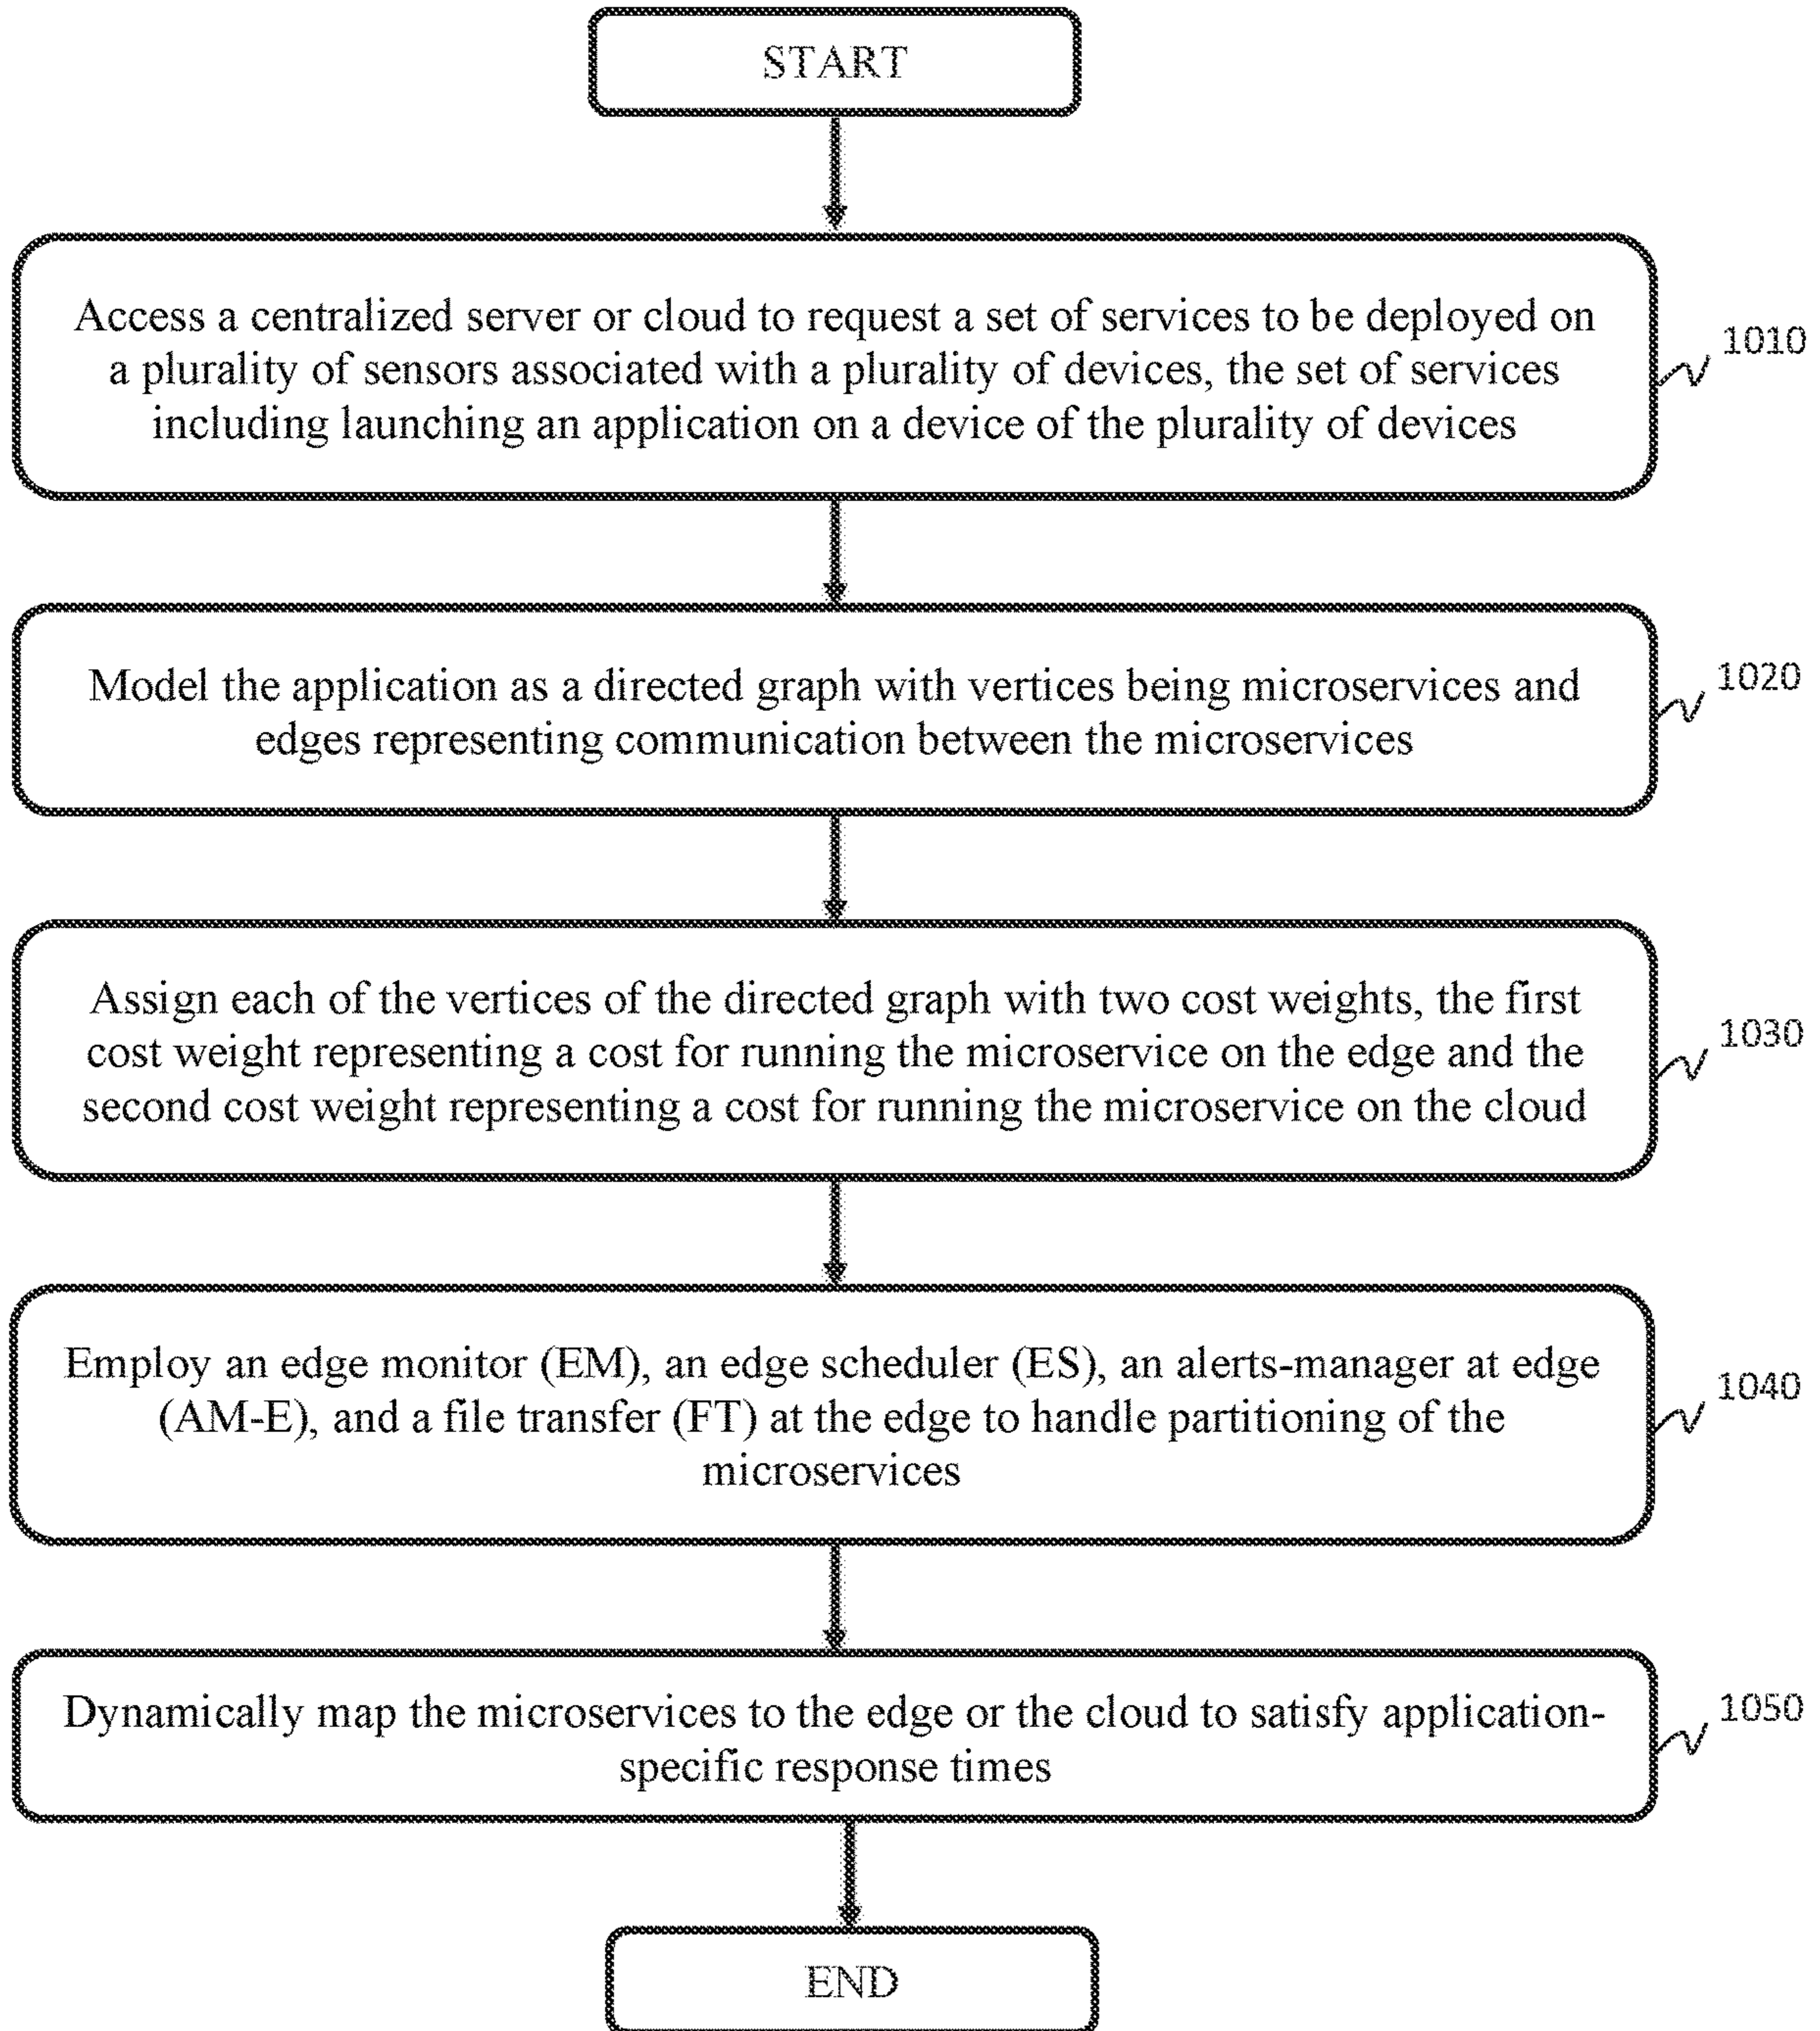 START
Access a centralized server or cloud to request a set of services to be deployed on
a plurality of sensors associated with a plurality of devices, the set of services
including launching an application on a device of the plurality of devices
1010
Model the application as a directed graph with vertices being microservices and
edges representing communication between the microservices
1020
Assign each of the vertices of the directed graph with two cost weights, the first
cost weight representing a cost for running the microservice on the edge and the
second cost weight representing a cost for running the microservice on the cloud
1030
Employ an edge monitor (EM), an edge scheduler (ES), an alerts-manager at edge
(AM-E), and a file transfer (FT) at the edge to handle partitioning of the
microservices
1040
Dynamically map the microservices to the edge or the cloud to satisfy application-
specific response times
1050
END